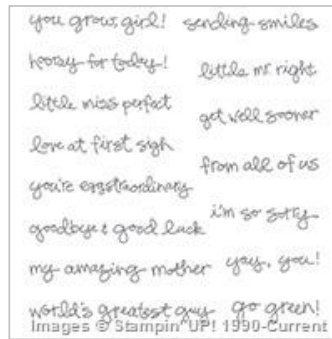 you grow, girl!
sending smiles
hooray for today!
little mr right
little miss perfect
get well sooner
love at first sigh
from all of us
you're eggstraordinary
i'm so sorry
goodbye & good luck
my amazing mother
yay, you!
world's greatest guy
go green!
Images © Stampin' UP! 1990-Current